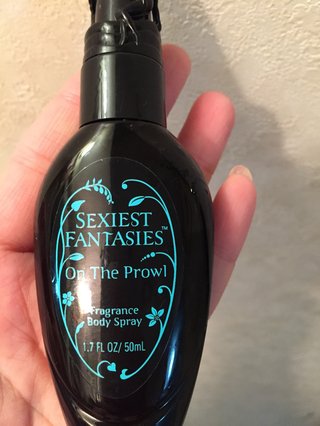 SEXIEST
FANTASIES™
On The Prowl
Fragrance
Body Spray
1.7 FL OZ/ 50mL